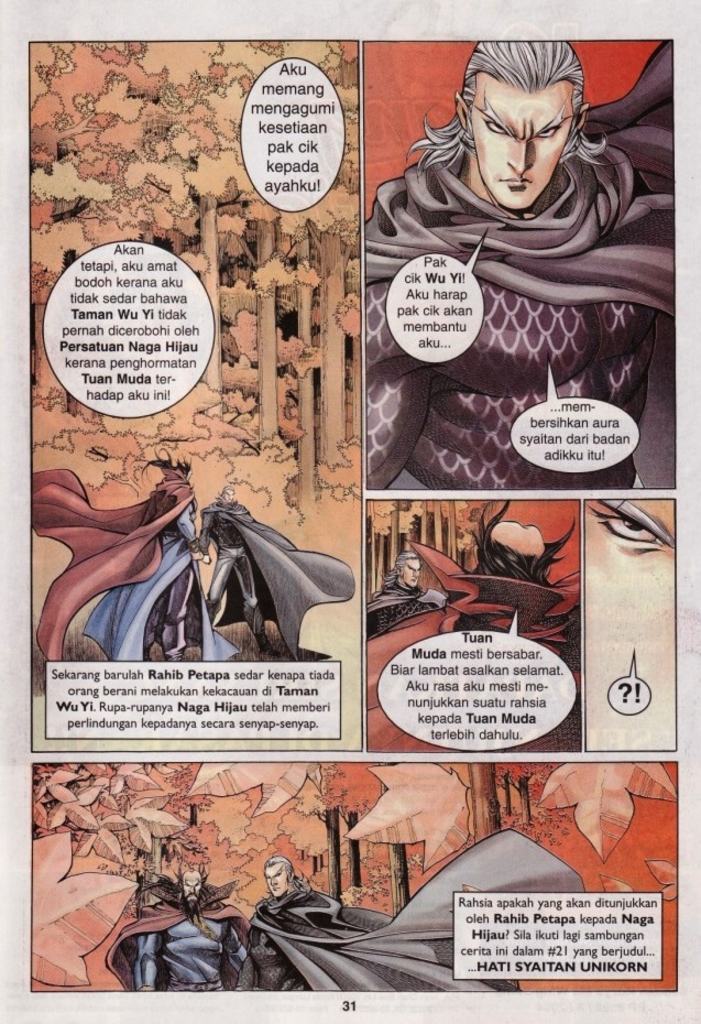 Aku
memang
mengagumi
kesetiaan
pak cik
kepada
ayahku!
Akan
tetapi, aku amat
bodoh kerana aku
tidak sedar bahawa
Taman Wu Yi tidak
pernah dicerobohi oleh
Persatuan Naga Hijau
kerana penghormatan
Tuan Muda ter-
hadap aku ini!
Sekarang barulah Rahib Petapa sedar kenapa tiada
orang berani melakukan kekacauan di Taman
Wu Yi. Rupa-rupanya Naga Hijau telah memberi
perlindungan kepadanya secara senyap-senyap.
Pak
cik Wu Yi!
Aku harap
pak cik akan
membantu
aku...
...mem-
bersihkan aura
syaitan dari badan
adikku itu!
Tuan
Muda mesti bersabar.
Biar lambat asalkan selamat.
Aku rasa aku mesti me-
nunjukkan suatu rahsia
kepada Tuan Muda
terlebih dahulu.
?!
Rahsia apakah yang akan ditunjukkan
oleh Rahib Petapa kepada Naga
Hijau? Sila ikuti lagi sambungan
cerita ini dalam #21 yang berjudul...
...HATI SYAITAN UNIKORN
31